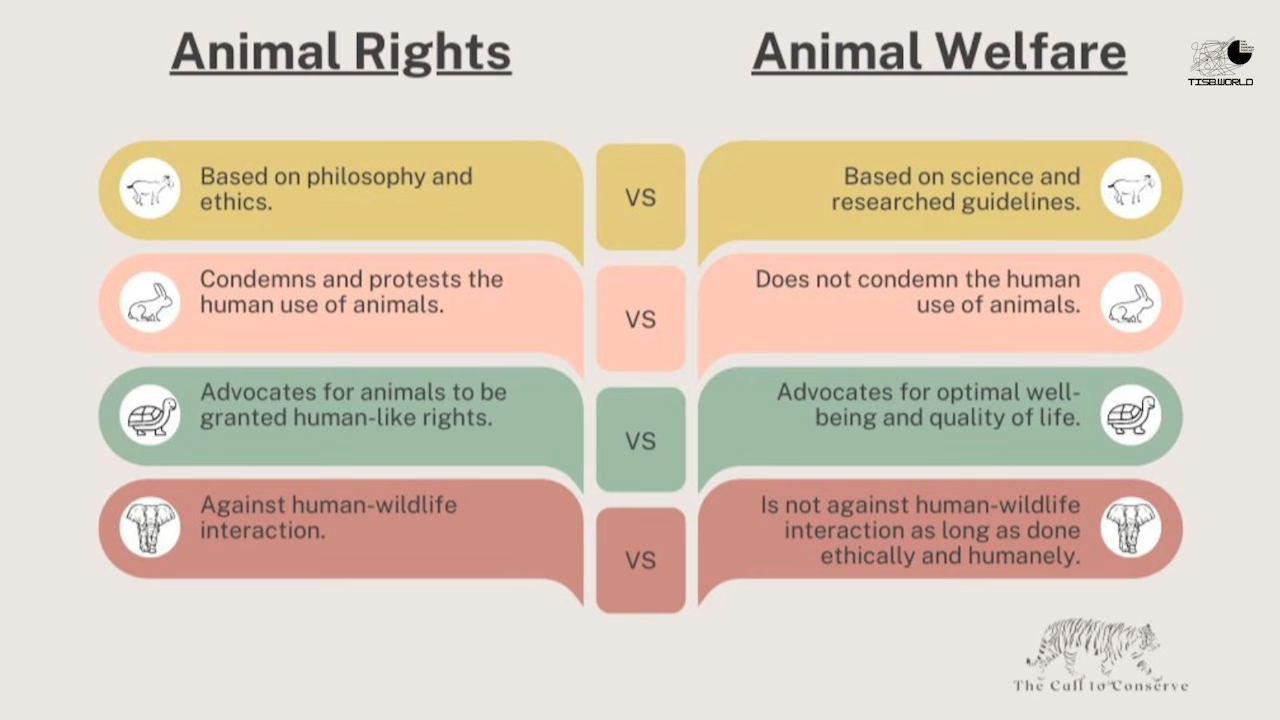 Animal Rights
Animal Welfare
TISB.WORLD
Based on philosophy and
ethics.
VS
Based on science and
researched guidelines.
Condemns and protests the
human use of animals.
VS
Does not condemn the human
use of animals.
Advocates for animals to be
granted human-like rights.
VS
Advocates for optimal well-
being and quality of life.
Against human-wildlife
interaction.
VS
Is not against human-wildlife
interaction as long as done
ethically and humanely.
The Call to Conserve